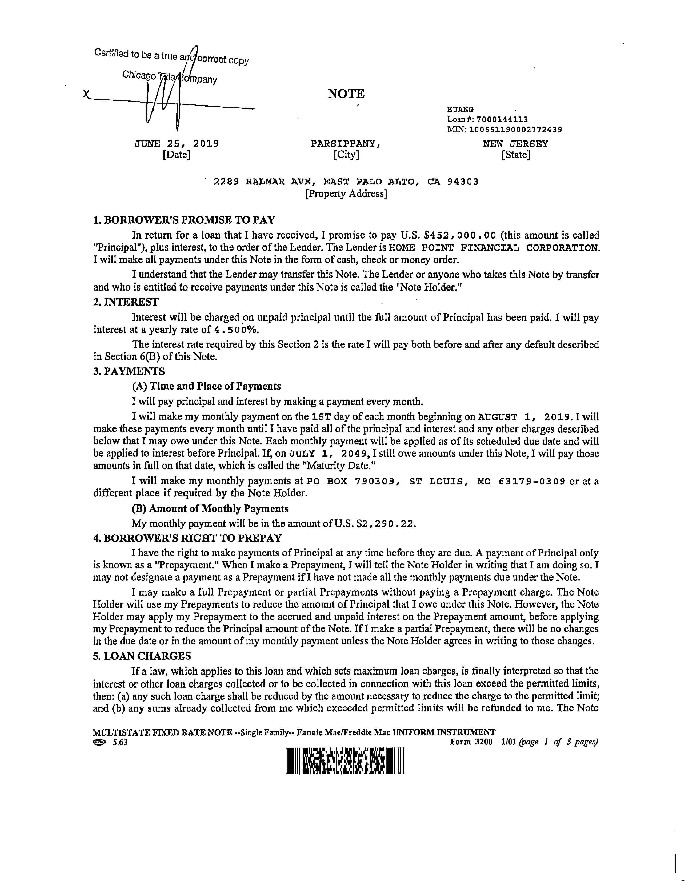 Certified to be a true and correct copy
Chicago Title Company
X
NOTE
HUANG
Loan #: 7000144113
MIN: 100661190002772439
JUNE 25, 2019 PARSIPPANY, NEW JERSEY
[Date] [City] [State]
2289 HALMAR AVE, EAST PALO ALTO, CA 94303
[Property Address]
1. BORROWER'S PROMISE TO PAY
In return for a loan that I have received, I promise to pay U.S. $452,000.00 (this amount is called
"Principal"), plus interest, to the order of the Lender. The Lender is HOME POINT FINANCIAL CORPORATION.
I will make all payments under this Note in the form of cash, check or money order.
I understand that the Lender may transfer this Note. The Lender or anyone who takes this Note by transfer
and who is entitled to receive payments under this Note is called the "Note Holder."
2. INTEREST
Interest will be charged on unpaid principal until the full amount of Principal has been paid. I will pay
interest at a yearly rate of 4.500%.
The interest rate required by this Section 2 is the rate I will pay both before and after any default described
in Section 6(B) of this Note.
3. PAYMENTS
(A) Time and Place of Payments
I will pay principal and interest by making a payment every month.
I will make my monthly payment on the 1ST day of each month beginning on AUGUST 1, 2019. I will
make these payments every month until I have paid all of the principal and interest and any other charges described
below that I may owe under this Note. Each monthly payment will be applied as of its scheduled due date and will
be applied to interest before Principal. If, on JULY 1, 2049, I still owe amounts under this Note, I will pay those
amounts in full on that date, which is called the "Maturity Date."
I will make my monthly payments at PO BOX 790309, ST LOUIS, MO 63179-0309 or at a
different place if required by the Note Holder.
(B) Amount of Monthly Payments
My monthly payment will be in the amount of U.S. $2,290.22.
4. BORROWER'S RIGHT TO PREPAY
I have the right to make payments of Principal at any time before they are due. A payment of Principal only
is known as a "Prepayment." When I make a Prepayment, I will tell the Note Holder in writing that I am doing so. I
may not designate a payment as a Prepayment if I have not made all the monthly payments due under the Note.
I may make a full Prepayment or partial Prepayments without paying a Prepayment charge. The Note
Holder will use my Prepayments to reduce the amount of Principal that I owe under this Note. However, the Note
Holder may apply my Prepayment to the accrued and unpaid interest on the Prepayment amount, before applying
my Prepayment to reduce the Principal amount of the Note. If I make a partial Prepayment, there will be no changes
in the due date or in the amount of my monthly payment unless the Note Holder agrees in writing to those changes.
5. LOAN CHARGES
If a law, which applies to this loan and which sets maximum loan charges, is finally interpreted so that the
interest or other loan charges collected or to be collected in connection with this loan exceed the permitted limits,
then: (a) any such loan charge shall be reduced by the amount necessary to reduce the charge to the permitted limit;
and (b) any sums already collected from me which exceeded permitted limits will be refunded to me. The Note
MULTISTATE FIXED RATE NOTE--Single Family-- Fannie Mae/Freddie Mac UNIFORM INSTRUMENT
5.63 Form 3200 1/01 (page 1 of 3 pages)